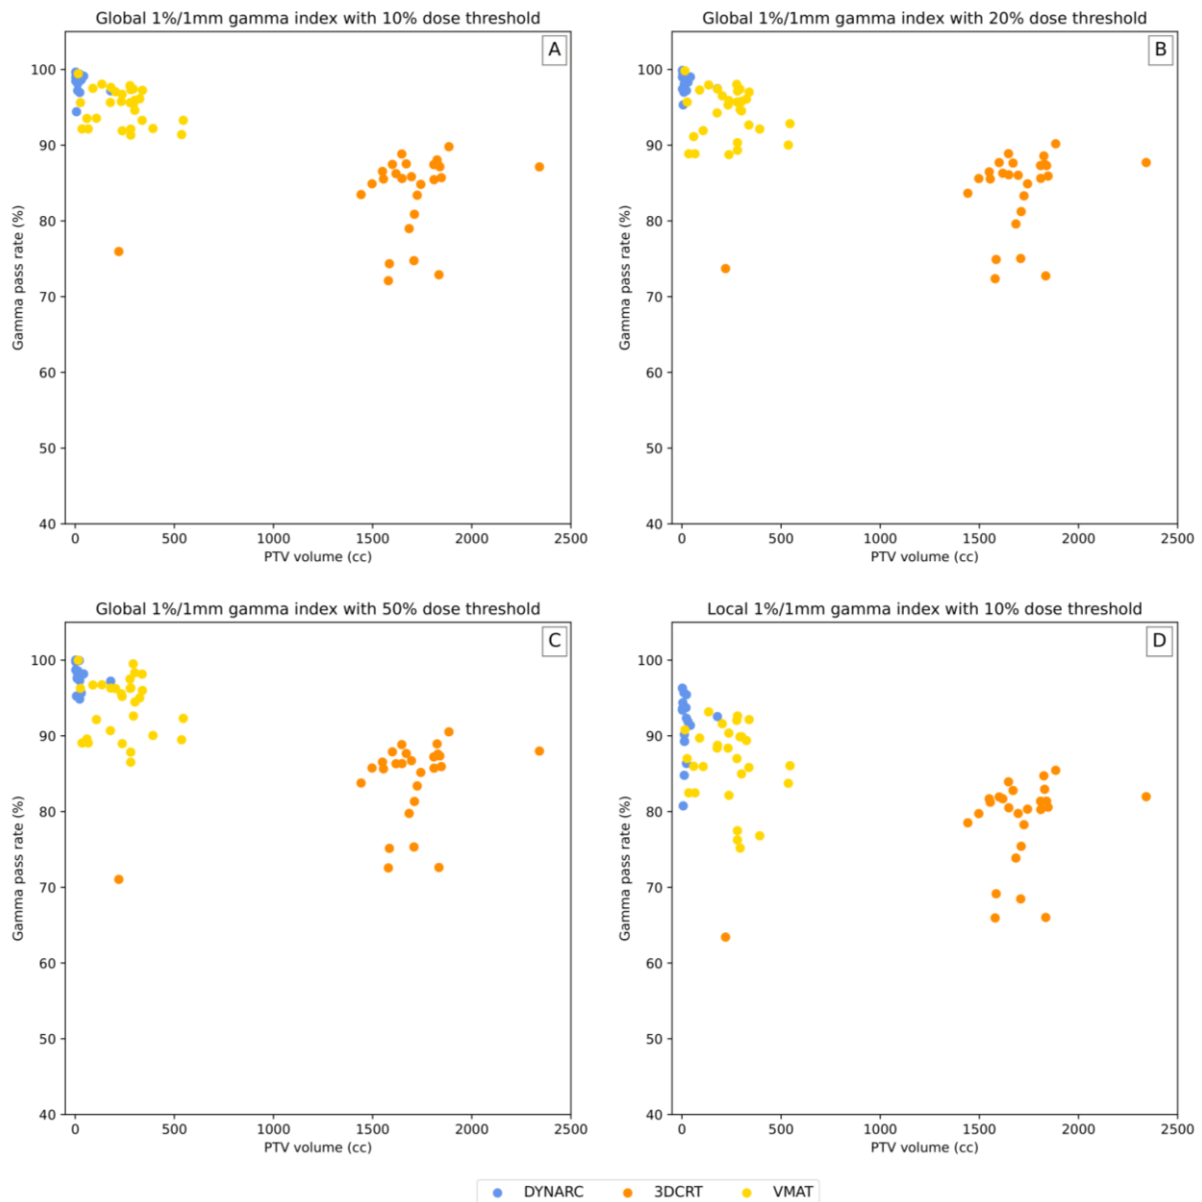 Global 1%/1mm gamma index with 10% dose threshold
A
100
90
80
70
60
50
40
Gamma pass rate (%)
0 500 1000 1500 2000 2500
PTV volume (cc)
Global 1%/1mm gamma index with 20% dose threshold
B
100
90
80
70
60
50
40
Gamma pass rate (%)
0 500 1000 1500 2000 2500
PTV volume (cc)
Global 1%/1mm gamma index with 50% dose threshold
C
100
90
80
70
60
50
40
Gamma pass rate (%)
0 500 1000 1500 2000 2500
PTV volume (cc)
Local 1%/1mm gamma index with 10% dose threshold
D
100
90
80
70
60
50
40
Gamma pass rate (%)
0 500 1000 1500 2000 2500
PTV volume (cc)
DYNARC 3DCRT VMAT